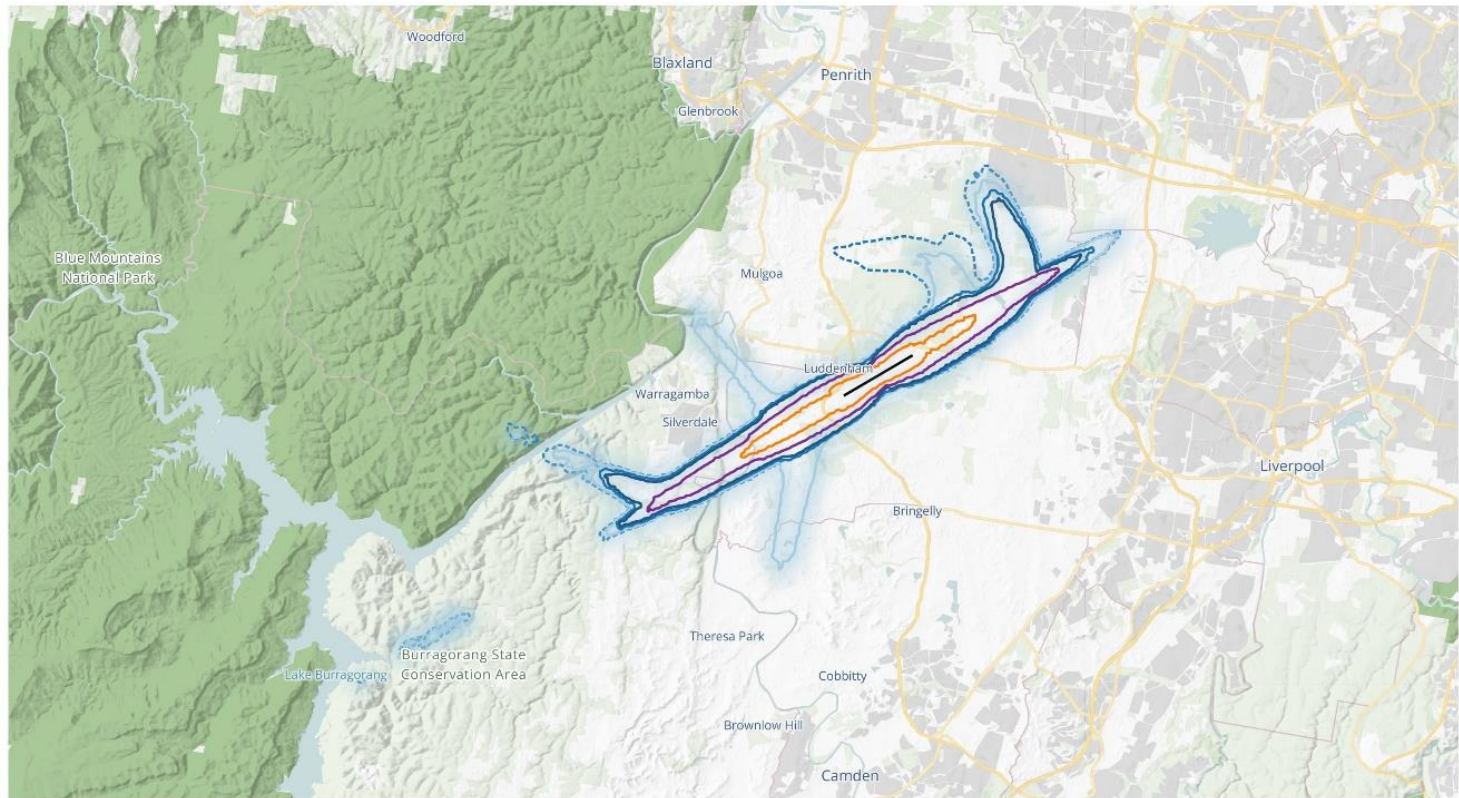 Woodford
Blaxland
Penrith
Glenbrook
Blue Mountains
National Park
Mulgoa
Luddenham
Warragamba
Silverdale
Liverpool
Bringelly
Theresa Park
Burragorang State
Conservation Area
Lake Burragorang
Cobbitty
Brownlow Hill
Camden